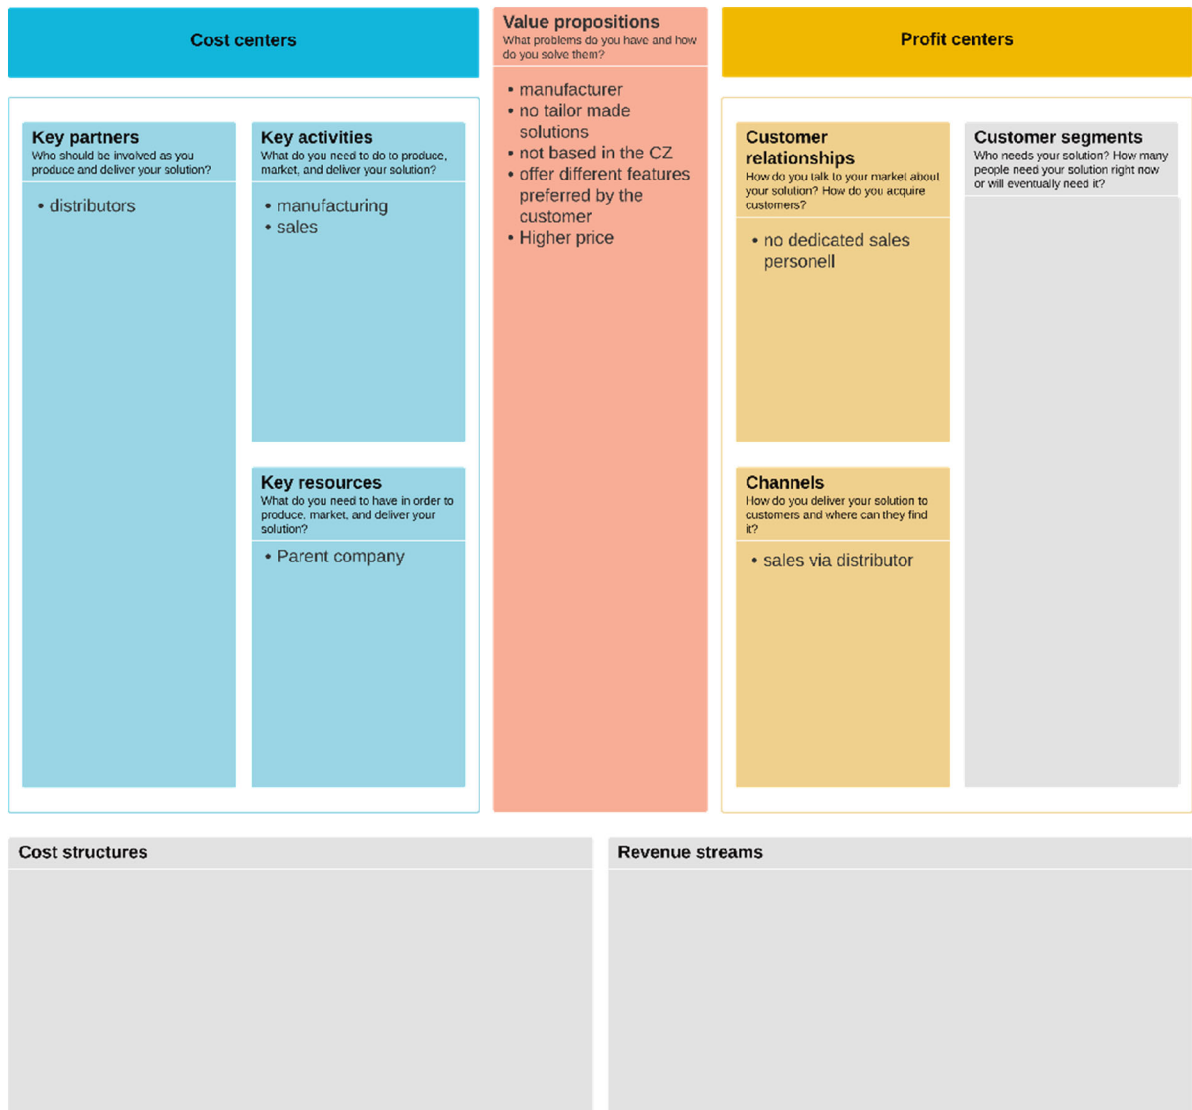 Cost centers
Key partners
Who should be involved as you
produce and deliver your solution?
• distributors
Key activities
What do you need to do to produce,
market, and deliver your solution?
• manufacturing
• sales
Key resources
What do you need to have in order to
produce, market, and deliver your
solution?
• Parent company
Value propositions
What problems do you have and how
do you solve them?
• manufacturer
• no tailor made
solutions
• not based in the CZ
• offer different features
preferred by the
customer
• Higher price
Profit centers
Customer
relationships
How do you talk to your market about
your solution? How do you acquire
customers?
• no dedicated sales
personell
Channels
How do you deliver your solution to
customers and where can they find
it?
• sales via distributor
Customer segments
Who needs your solution? How many
people need your solution right now
or will eventually need it?
Cost structures
Revenue streams